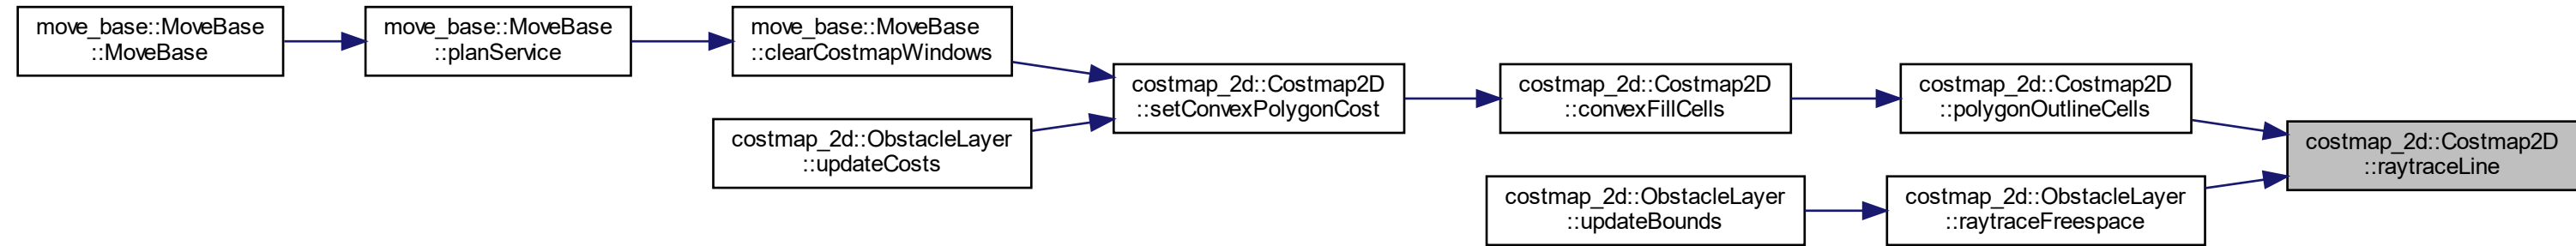 move_base::MoveBase
::MoveBase
move_base::MoveBase
::planService
move_base::MoveBase
::clearCostmapWindows
costmap_2d::ObstacleLayer
::updateCosts
costmap_2d::Costmap2D
::setConvexPolygonCost
costmap_2d::Costmap2D
::convexFillCells
costmap_2d::ObstacleLayer
::updateBounds
costmap_2d::Costmap2D
::polygonOutlineCells
costmap_2d::ObstacleLayer
::raytraceFreespace
costmap_2d::Costmap2D
::raytraceLine